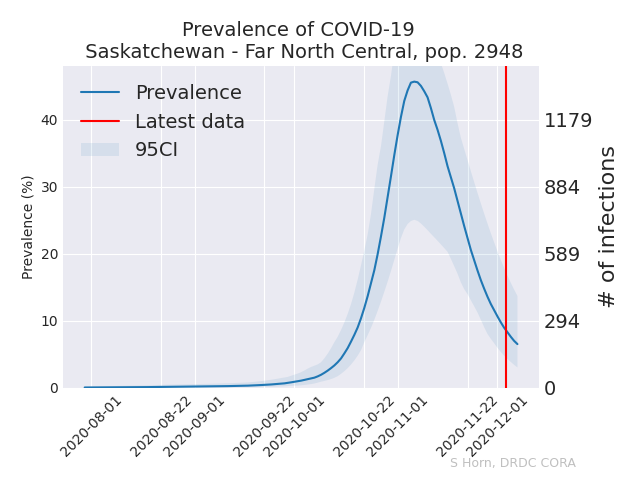 Prevalence of COVID-19
Saskatchewan - Far North Central, pop. 2948
Prevalence
Latest data
95CI
Prevalence (%)
40
30
20
10
0
1179
884
589
294
0
# of infections
2020-08-01
2020-08-22
2020-09-01
2020-09-22
2020-10-01
2020-10-22
2020-11-01
2020-11-22
2020-12-01
S Horn, DRDC CORA